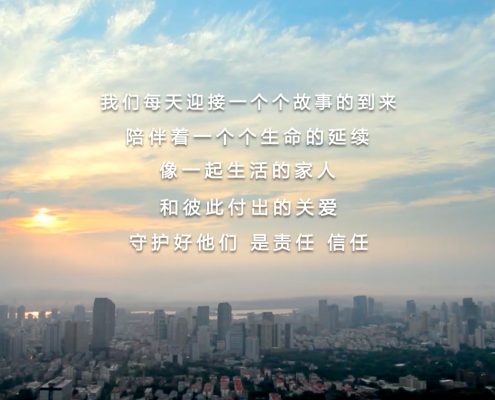 我们每天迎接一个个故事的到来
陪伴着一个个生命的延续
像一起生活的家人
和彼此付出的关爱
守护好他们 是责任 信任